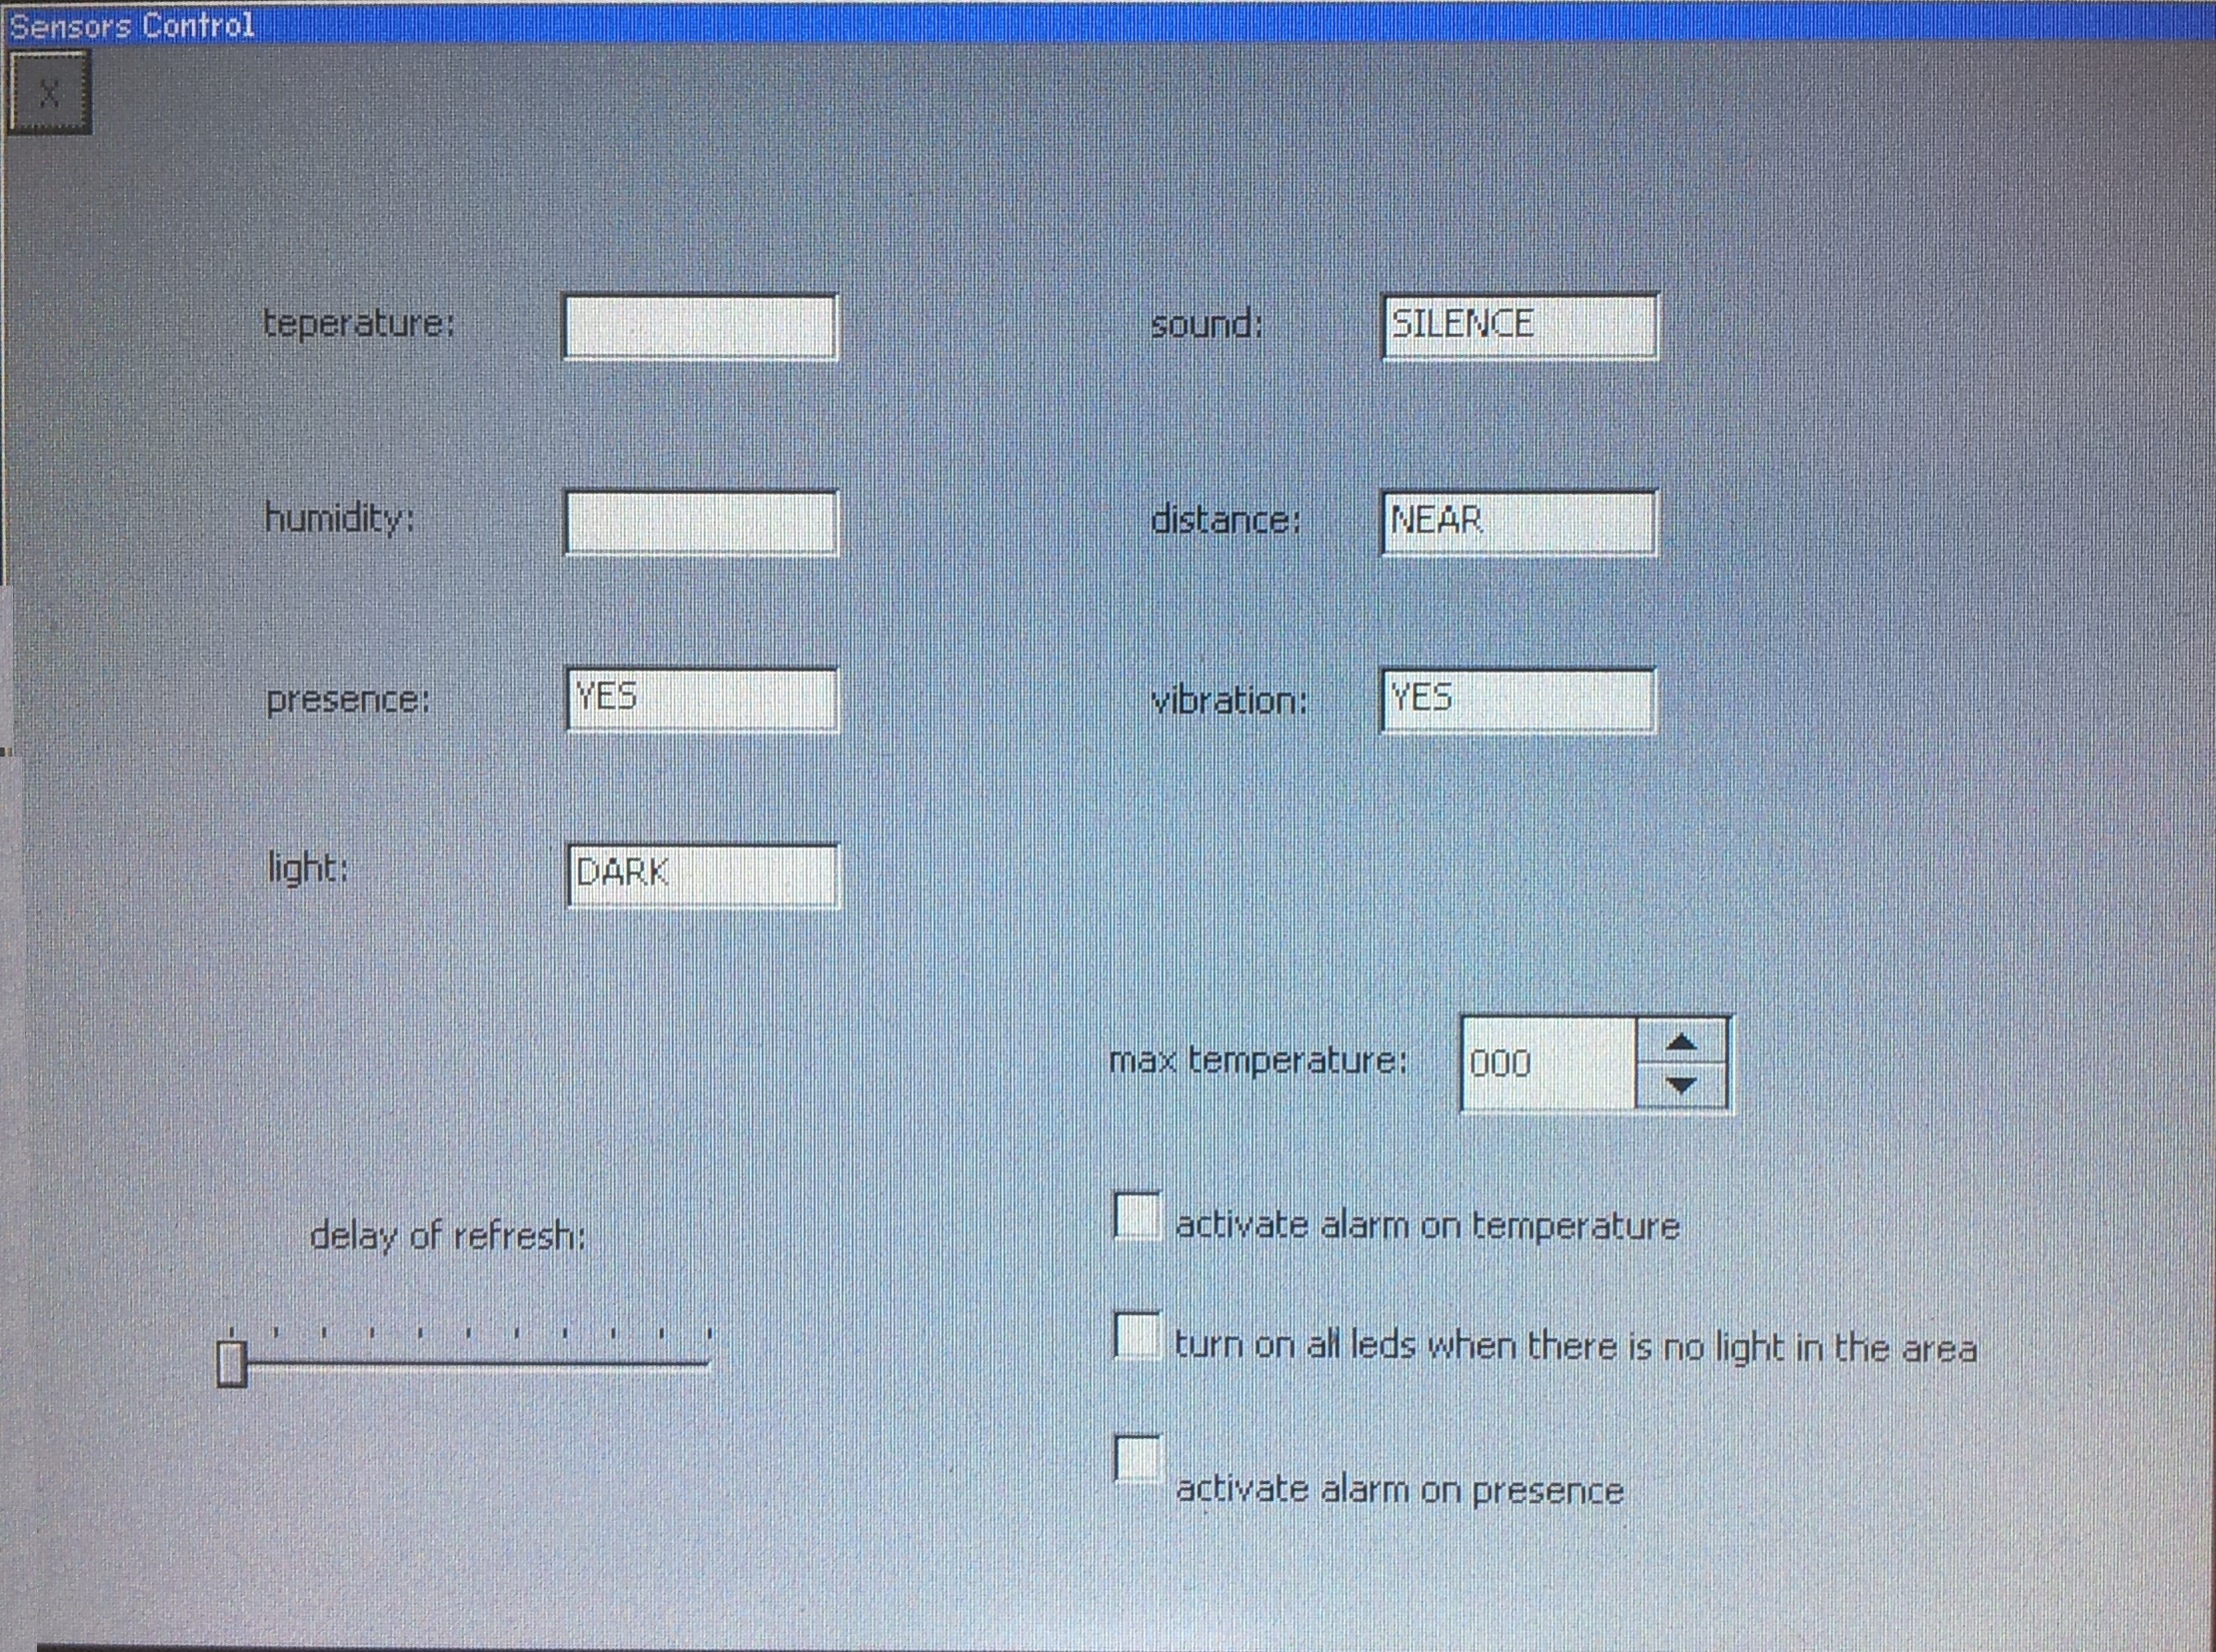 Sensors Control
X
teperature:
sound: SILENCE
humidity:
distance: NEAR
presence: YES
vibration: YES
light: DARK
max temperature: 000
delay of refresh:
activate alarm on temperature
turn on all leds when there is no light in the area
activate alarm on presence